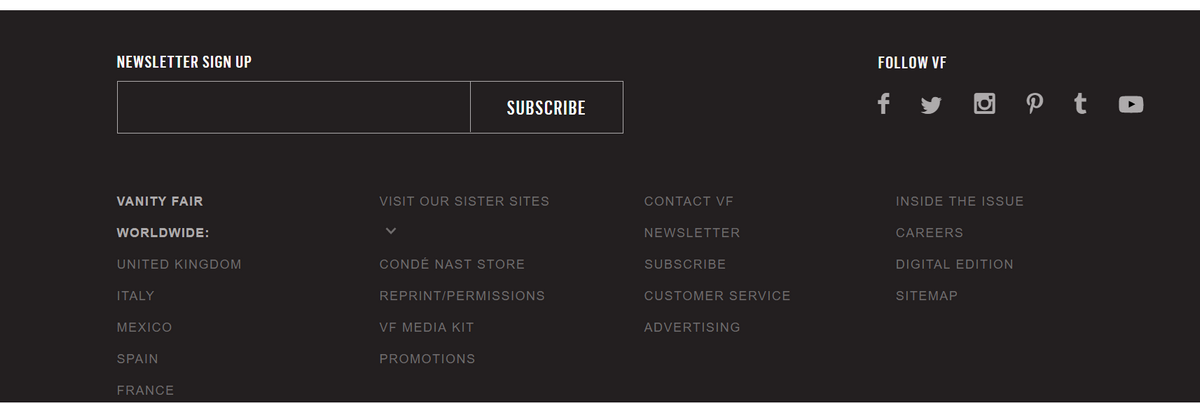 NEWSLETTER SIGN UP
SUBSCRIBE
FOLLOW VF
VANITY FAIR
WORLDWIDE:
UNITED KINGDOM
ITALY
MEXICO
SPAIN
FRANCE
VISIT OUR SISTER SITES
CONDÉ NAST STORE
REPRINT/PERMISSIONS
VF MEDIA KIT
PROMOTIONS
CONTACT VF
NEWSLETTER
SUBSCRIBE
CUSTOMER SERVICE
ADVERTISING
INSIDE THE ISSUE
CAREERS
DIGITAL EDITION
SITEMAP